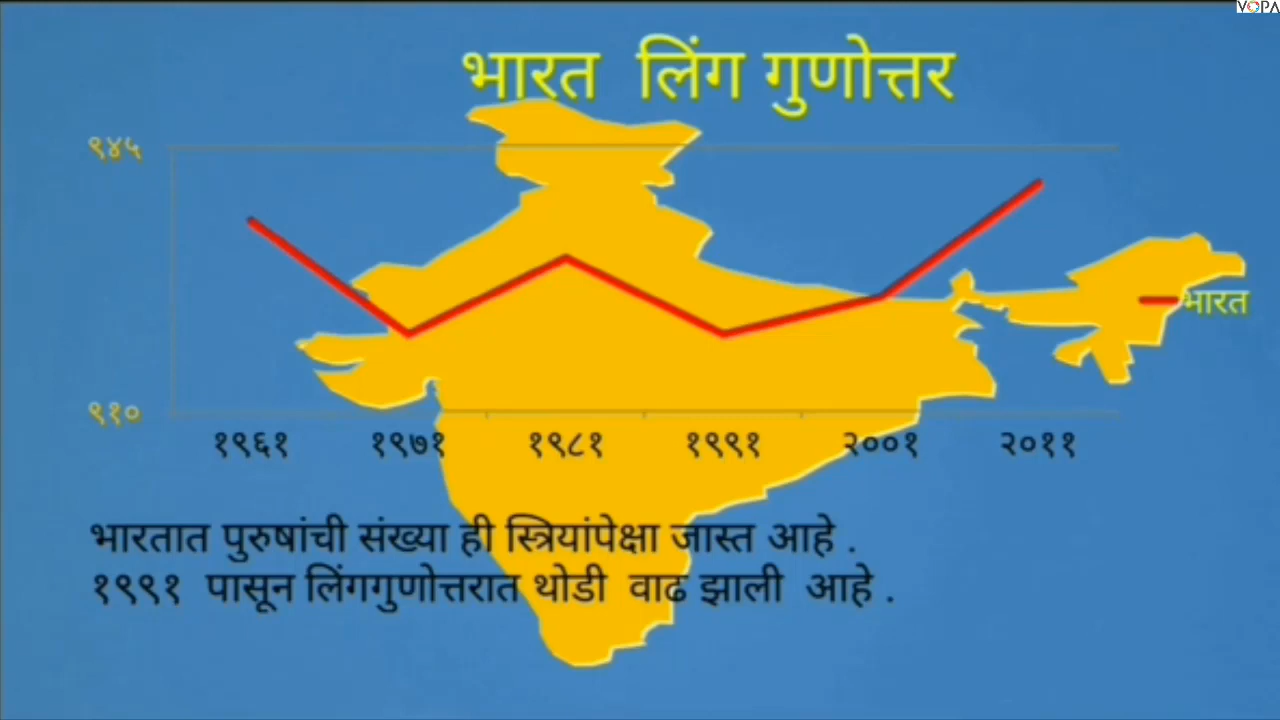 VOPA
भारत लिंग गुणोत्तर
९४५
भारत
९१०
१९६१ १९७१ १९८१ १९९१ २००१ २०११
भारतात पुरुषांची संख्या ही स्त्रियांपेक्षा जास्त आहे .
१९९१ पासून लिंगगुणोत्तरात थोडी वाढ झाली आहे .